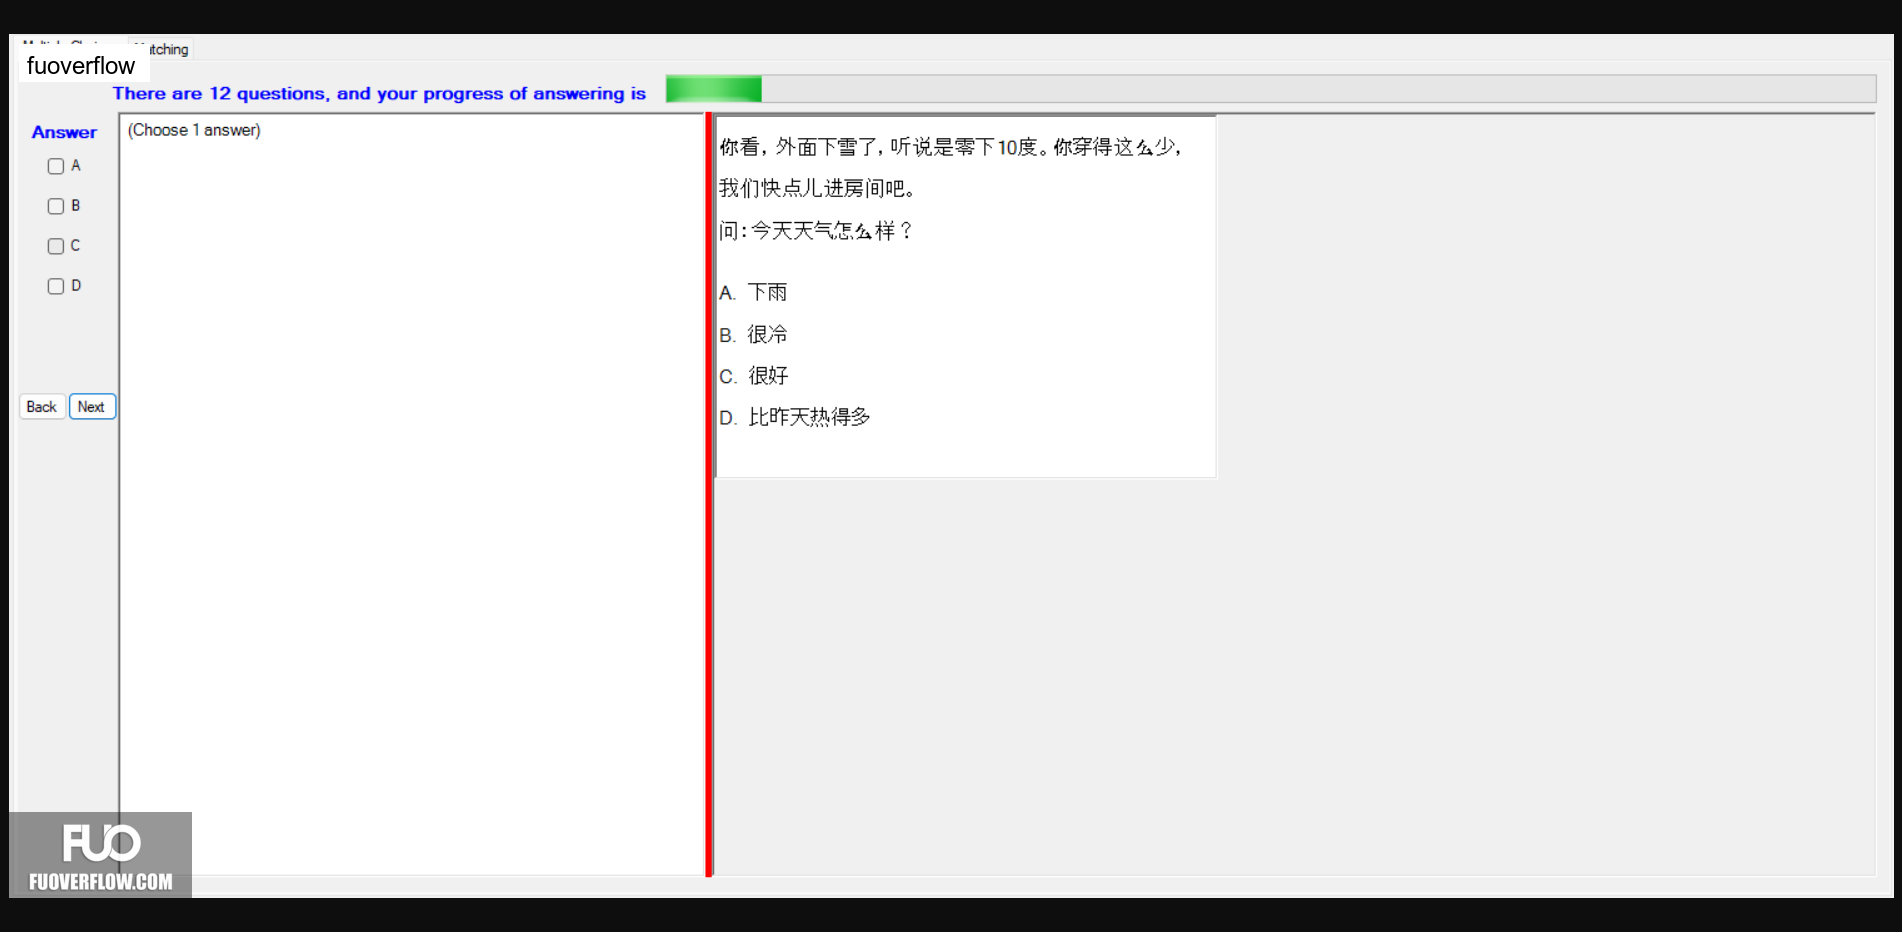 tching
fuoverflow
There are 12 questions, and your progress of answering is
Answer
(Choose 1 answer)
A
B
C
D
Back Next
你看，外面下雪了，听说是零下10度。你穿得这么少，
我们快点儿进房间吧。
问：今天天气怎么样？
A. 下雨
B. 很冷
C. 很好
D. 比昨天热得多
FUO
FUOVERFLOW.COM